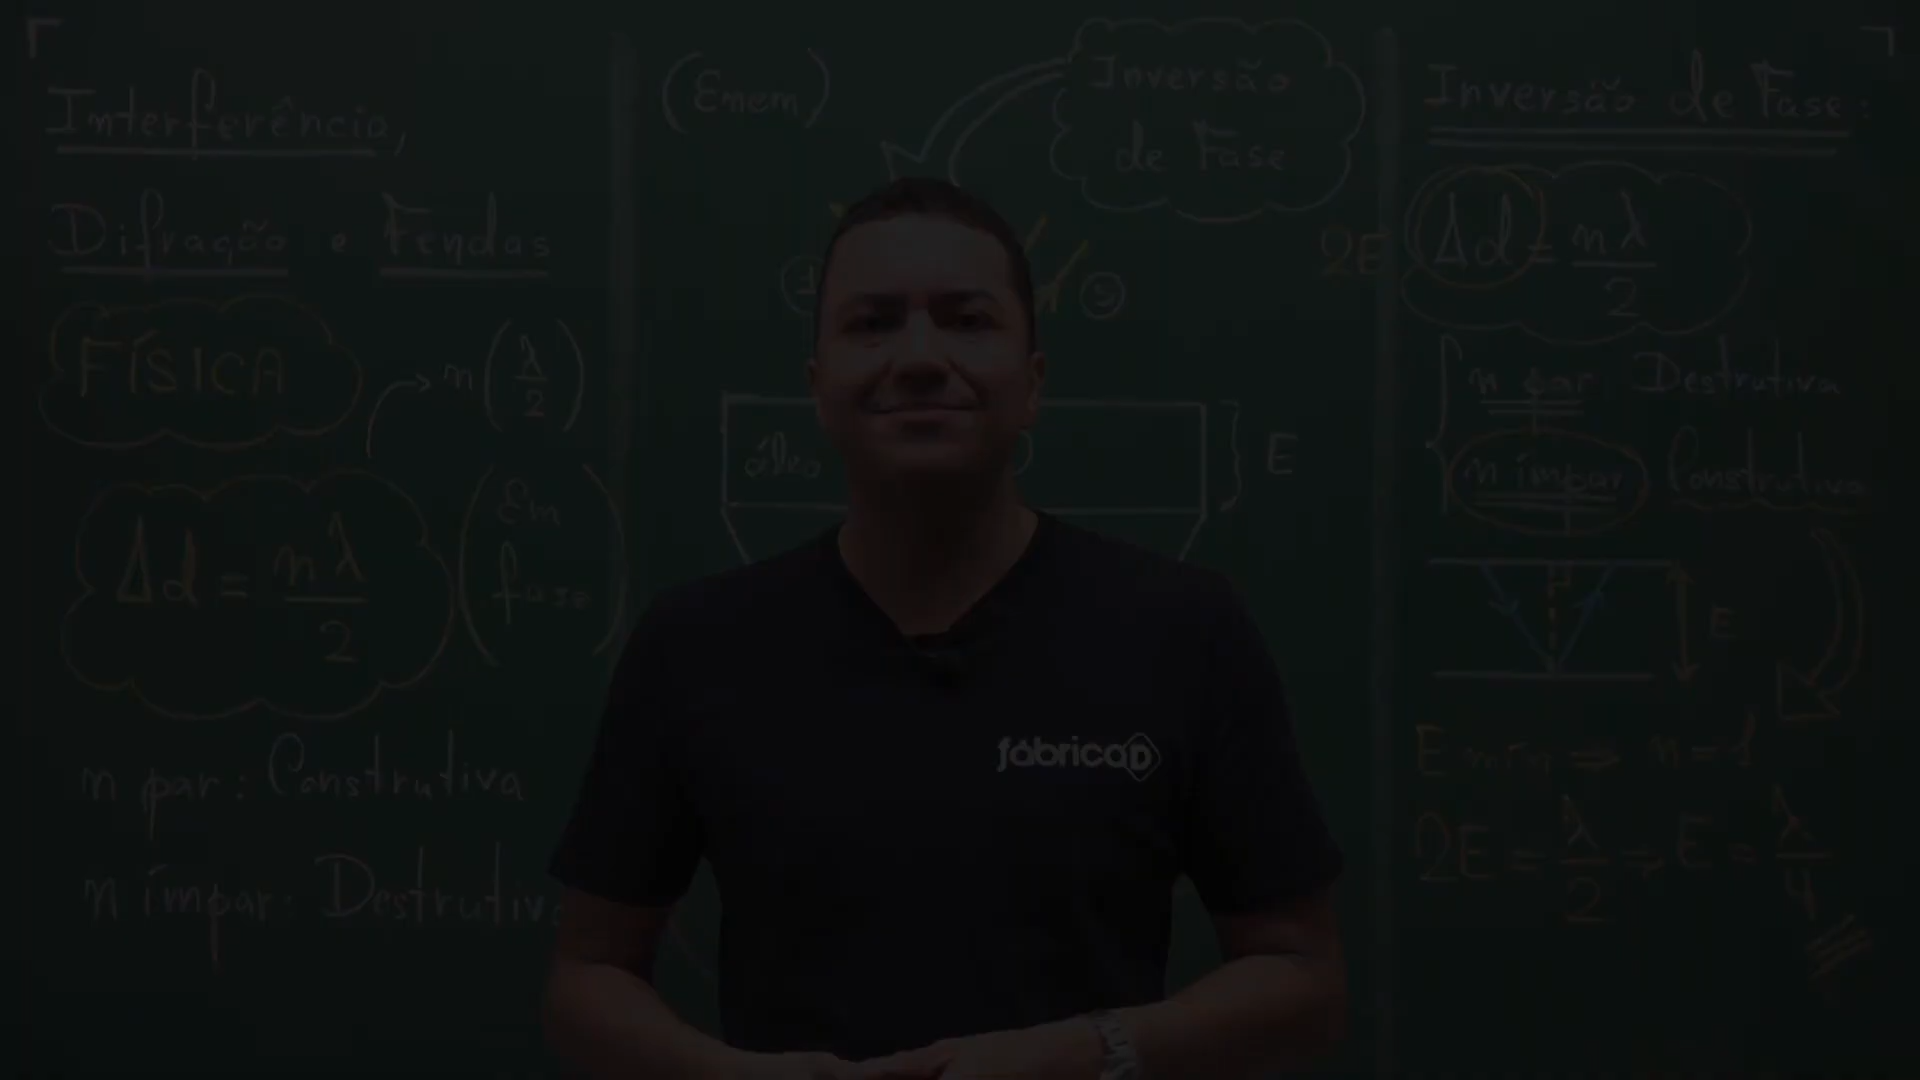 Interferência,
Difração e Fendas
FÍSICA
n(λ/2)
Δd = nλ/2
(Em fase)
n par: Construtiva
n ímpar: Destrutiva
(Enem)
Inversão
de Fase
óleo
E
fábricaD
Inversão de Fase:
2E
Δd = nλ/2
n par: Destrutiva
n ímpar: Construtiva
E
E mín ⇒ n=1
2E = λ/2 → E = λ/4